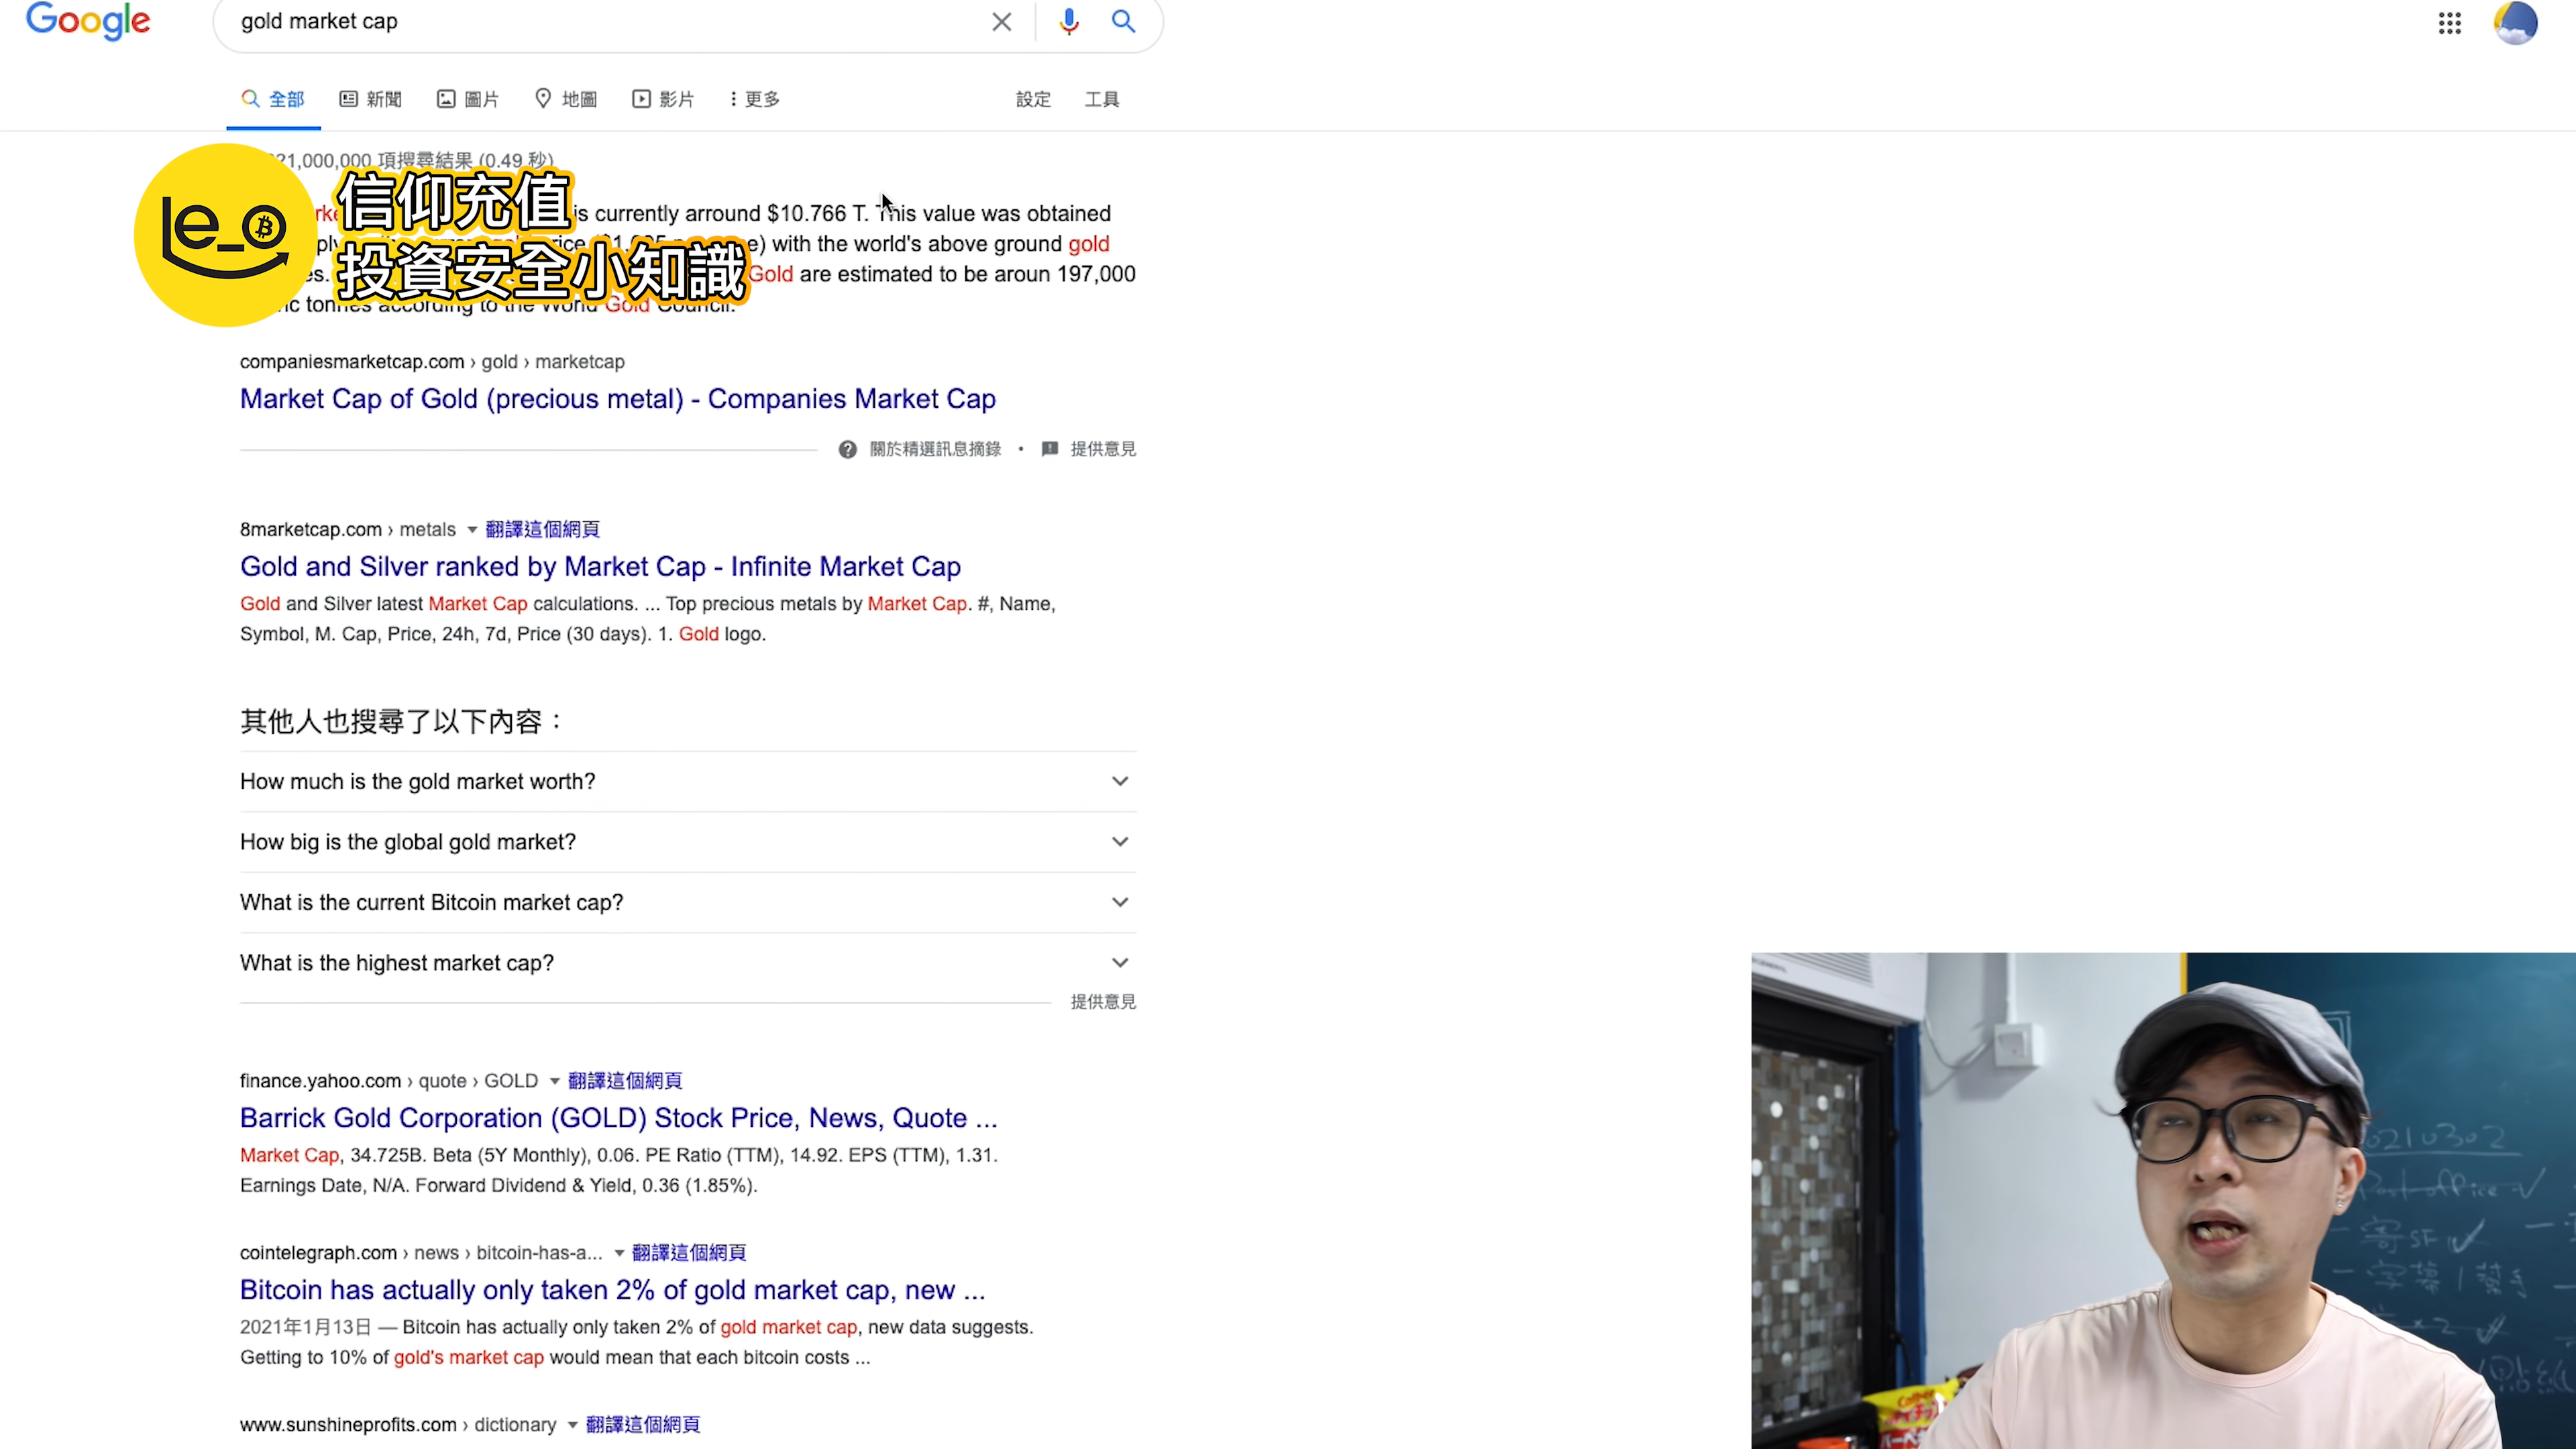 Google
gold market cap
全部 新聞 圖片 地圖 影片 更多 設定 工具
21,000,000 項搜尋結果 (0.49 秒)
信仰充值
投資安全小知識
is currently arround $10.766 T. This value was obtained
with the world's above ground gold
Gold are estimated to be aroun 197,000
tonnes according to the World Gold Council.
companiesmarketcap.com › gold › marketcap
Market Cap of Gold (precious metal) - Companies Market Cap
關於精選訊息摘錄 • 提供意見
8marketcap.com › metals 翻譯這個網頁
Gold and Silver ranked by Market Cap - Infinite Market Cap
Gold and Silver latest Market Cap calculations. ... Top precious metals by Market Cap. #, Name,
Symbol, M. Cap, Price, 24h, 7d, Price (30 days). 1. Gold logo.
其他人也搜尋了以下內容：
How much is the gold market worth?
How big is the global gold market?
What is the current Bitcoin market cap?
What is the highest market cap?
提供意見
finance.yahoo.com › quote › GOLD 翻譯這個網頁
Barrick Gold Corporation (GOLD) Stock Price, News, Quote ...
Market Cap, 34.725B. Beta (5Y Monthly), 0.06. PE Ratio (TTM), 14.92. EPS (TTM), 1.31.
Earnings Date, N/A. Forward Dividend & Yield, 0.36 (1.85%).
cointelegraph.com › news › bitcoin-has-a... 翻譯這個網頁
Bitcoin has actually only taken 2% of gold market cap, new ...
2021年1月13日 — Bitcoin has actually only taken 2% of gold market cap, new data suggests.
Getting to 10% of gold's market cap would mean that each bitcoin costs ...
www.sunshineprofits.com › dictionary 翻譯這個網頁
0210302
Post office
寄SF
Calbee